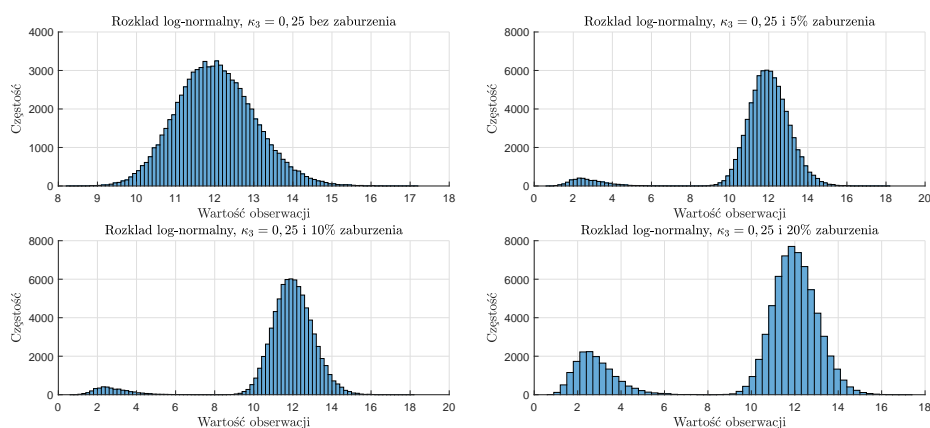 Rozklad log-normalny, κ₃ = 0, 25 bez zaburzenia
4000
3000
2000
1000
0
Częstość
8 9 10 11 12 13 14 15 16 17 18
Wartość obserwacji
Rozklad log-normalny, κ₃ = 0, 25 i 5% zaburzenia
8000
6000
4000
2000
0
Częstość
0 2 4 6 8 10 12 14 16 18 20
Wartość obserwacji
Rozklad log-normalny, κ₃ = 0, 25 i 10% zaburzenia
8000
6000
4000
2000
0
Częstość
0 2 4 6 8 10 12 14 16 18 20
Wartość obserwacji
Rozklad log-normalny, κ₃ = 0, 25 i 20% zaburzenia
8000
6000
4000
2000
0
Częstość
0 2 4 6 8 10 12 14 16 18
Wartość obserwacji